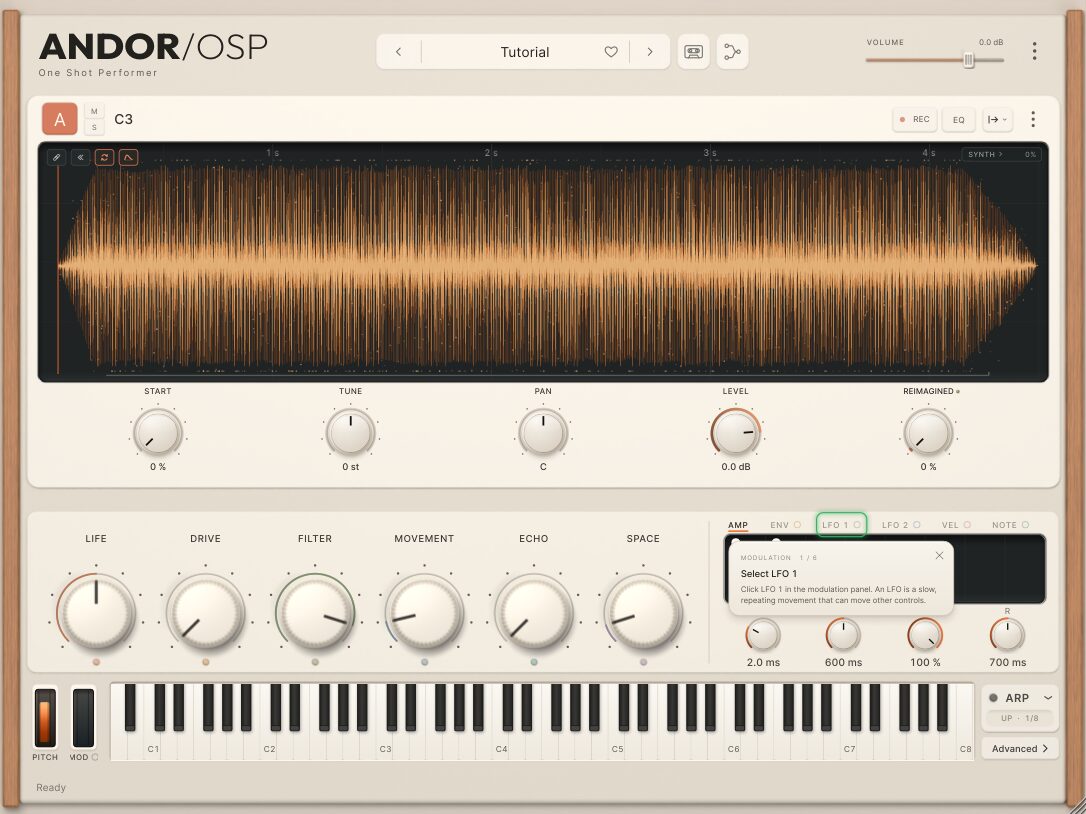 ANDOR/OSP
One Shot Performer
Tutorial
VOLUME 0.0 dB
A
M
S
C3
REC
EQ
1 s 2 s 3 s 4 s
SYNTH > 0%
START TUNE PAN LEVEL REIMAGINED
0 % 0 st C 0.0 dB 0 %
LIFE DRIVE FILTER MOVEMENT ECHO SPACE
AMP ENV LFO 1 LFO 2 VEL NOTE
MODULATION 1 / 6
Select LFO 1
Click LFO 1 in the modulation panel. An LFO is a slow,
repeating movement that can move other controls.
R
2.0 ms 600 ms 100 % 700 ms
PITCH MOD
C1 C2 C3 C4 C5 C6 C7 C8
ARP
UP · 1/8
Advanced >
Ready